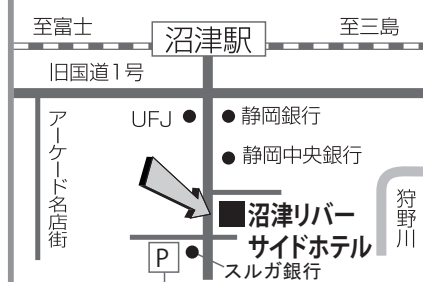 至富士
至三島
沼津駅
旧国道1号
UFJ
静岡銀行
静岡中央銀行
アーケード名店街
狩野川
沼津リバー
サイドホテル
P
スルガ銀行